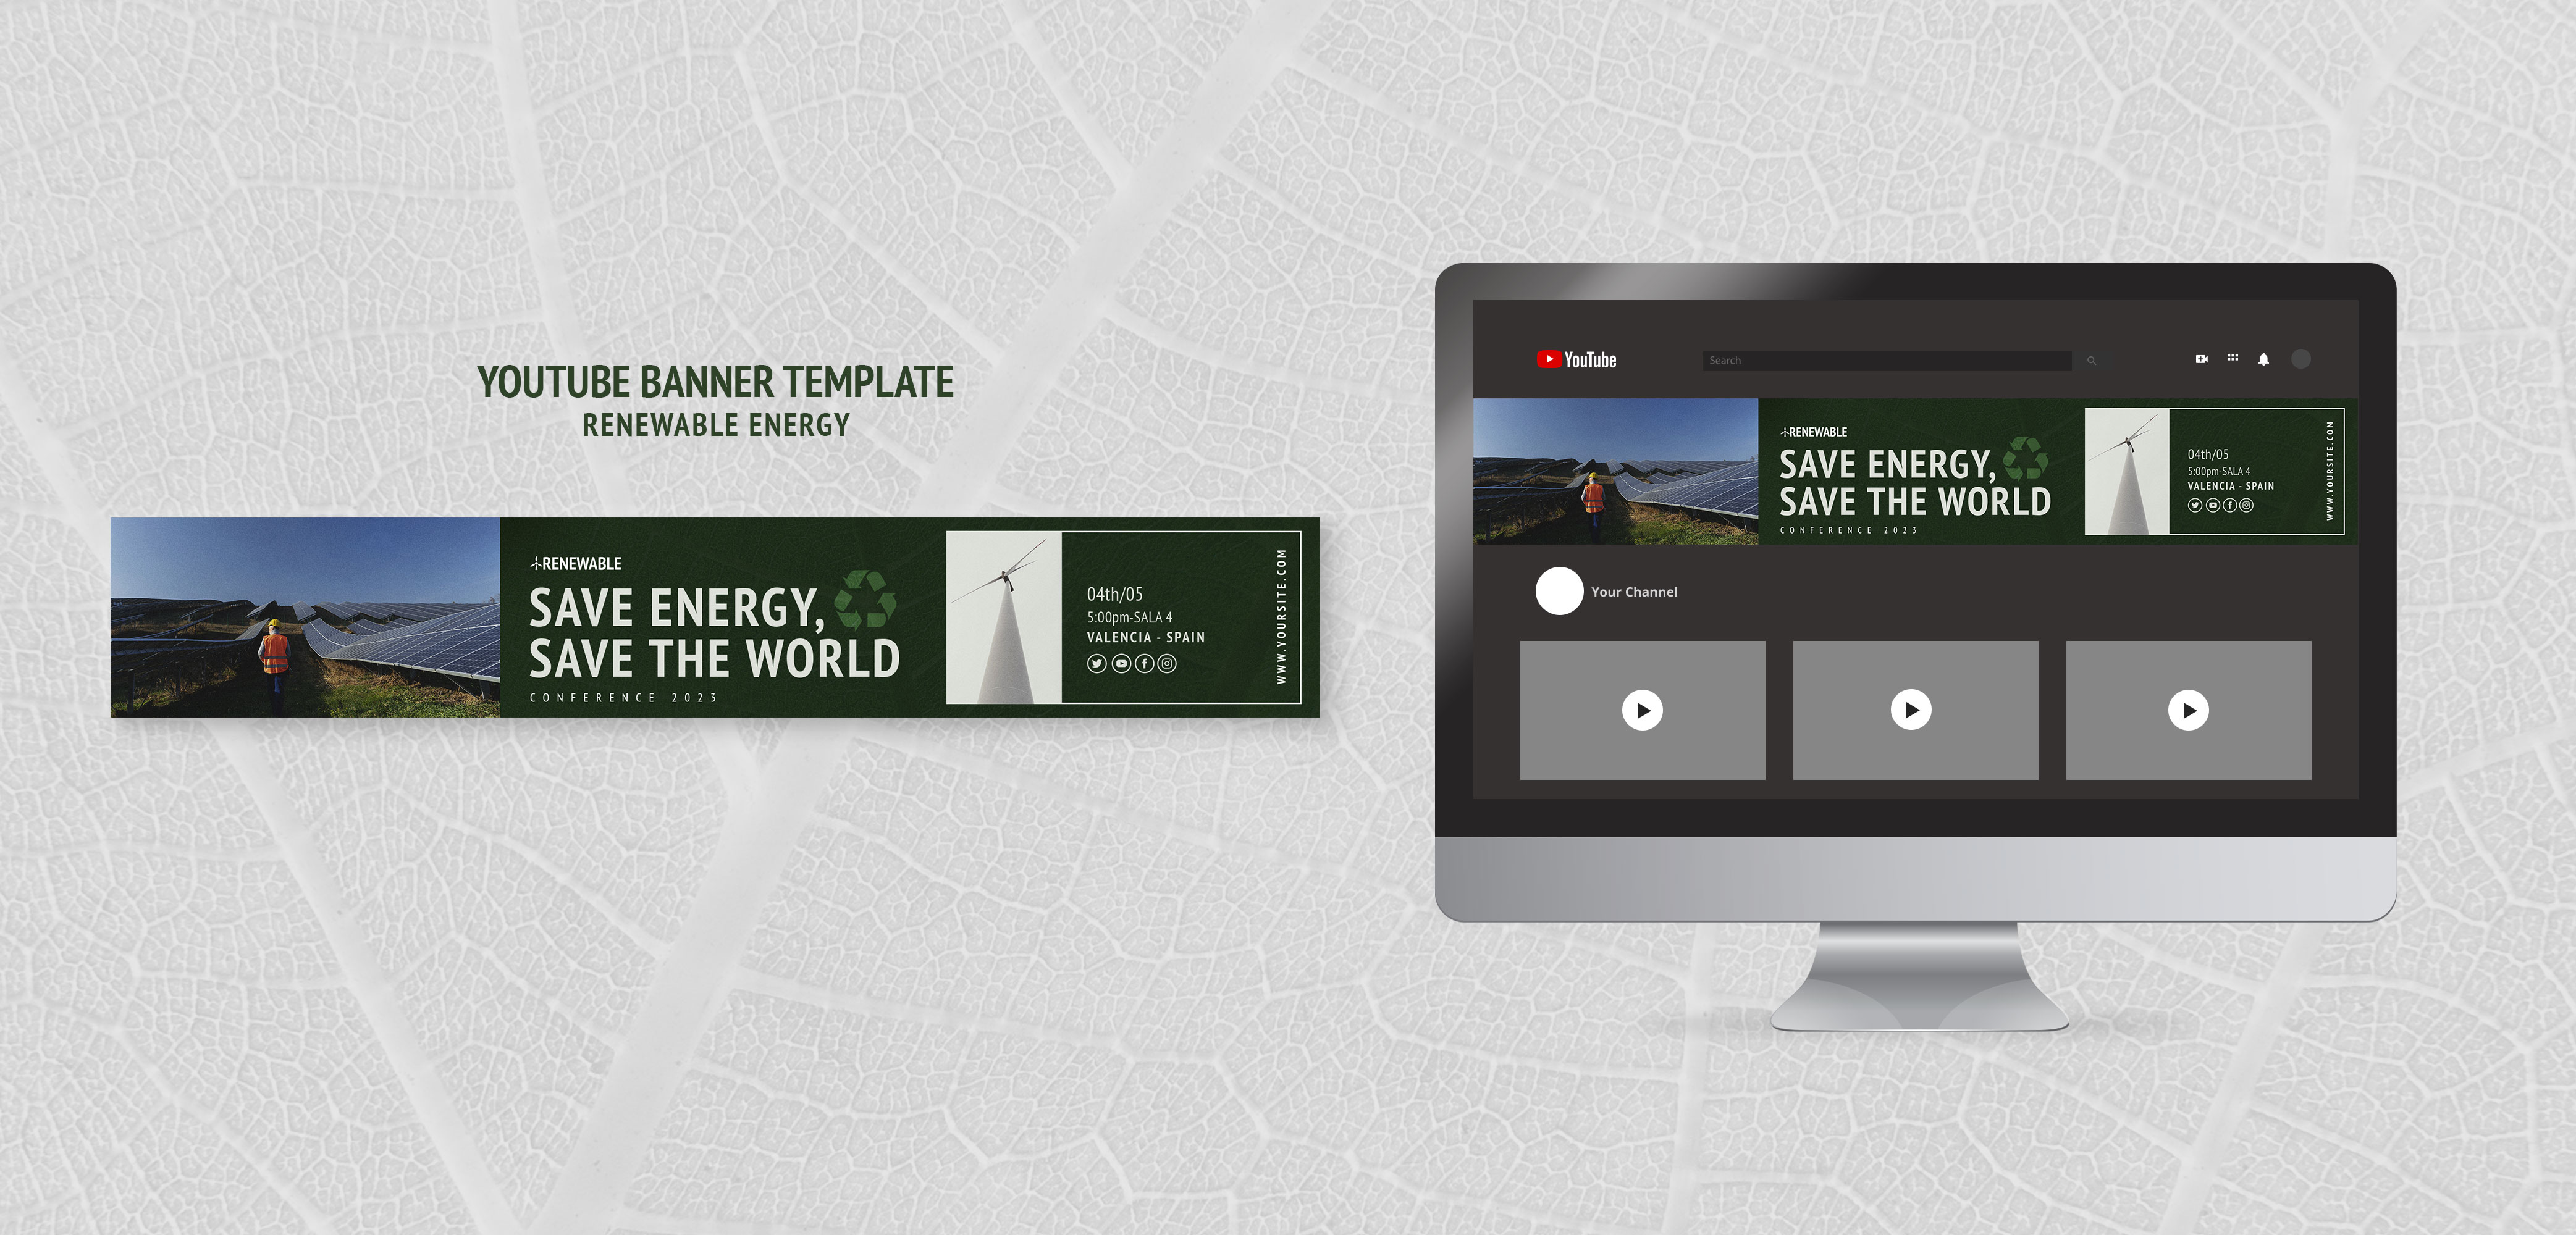 YOUTUBE BANNER TEMPLATE
RENEWABLE ENERGY
RENEWABLE
SAVE ENERGY,
SAVE THE WORLD
CONFERENCE 2023
04th/05
5:00pm-SALA 4
VALENCIA - SPAIN
WWW.YOURSITE.COM
YouTube
Search
RENEWABLE
SAVE ENERGY,
SAVE THE WORLD
CONFERENCE 2023
04th/05
5:00pm-SALA 4
VALENCIA - SPAIN
WWW.YOURSITE.COM
Your Channel